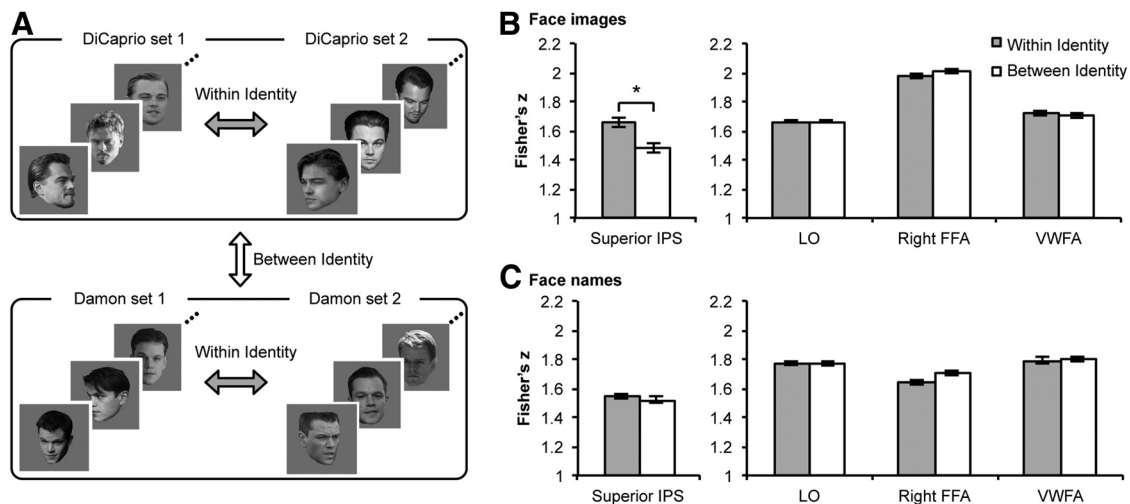 A
DiCaprio set 1
DiCaprio set 2
Within Identity
Between Identity
Damon set 1
Damon set 2
Within Identity
B Face images
Within Identity
Between Identity
Fisher's z
2.2
2
1.8
1.6
1.4
1.2
1
*
Superior IPS
2.2
2
1.8
1.6
1.4
1.2
1
LO
Right FFA
VWFA
C Face names
Fisher's z
2.2
2
1.8
1.6
1.4
1.2
1
Superior IPS
2.2
2
1.8
1.6
1.4
1.2
1
LO
Right FFA
VWFA